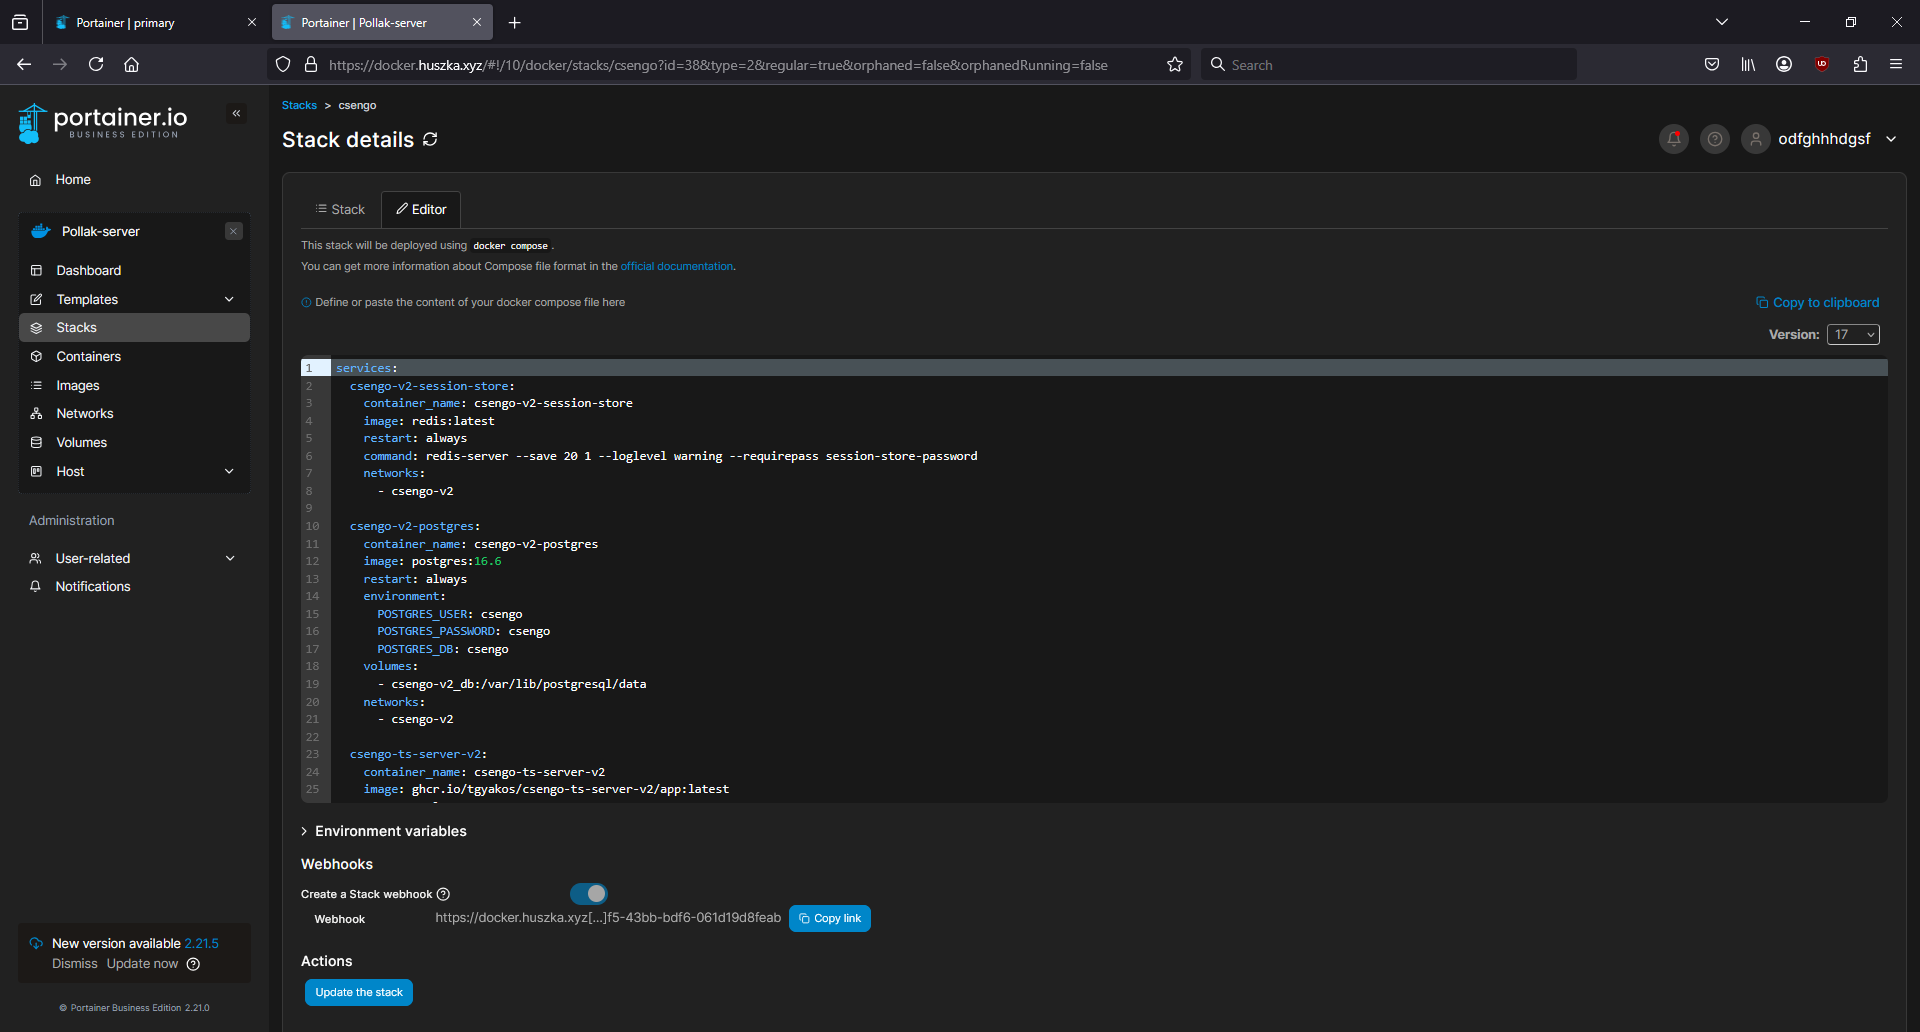 Portainer | primary
Portainer | Pollak-server
https://docker.huszka.xyz/#!/10/docker/stacks/csengo?id=38&type=2&regular=true&orphaned=false&orphanedRunning=false
Search
portainer.io
BUSINESS EDITION
Home
Pollak-server
Dashboard
Templates
Stacks
Containers
Images
Networks
Volumes
Host
Administration
User-related
Notifications
New version available 2.21.5
Dismiss Update now
© Portainer Business Edition 2.21.0
Stacks > csengo
Stack details
odfghhhdgsf
Stack
Editor
This stack will be deployed using docker compose .
You can get more information about Compose file format in the official documentation.
Define or paste the content of your docker compose file here
Copy to clipboard
Version: 17
1 services:
2   csengo-v2-session-store:
3     container_name: csengo-v2-session-store
4     image: redis:latest
5     restart: always
6     command: redis-server --save 20 1 --loglevel warning --requirepass session-store-password
7     networks:
8       - csengo-v2
9
10   csengo-v2-postgres:
11     container_name: csengo-v2-postgres
12     image: postgres:16.6
13     restart: always
14     environment:
15       POSTGRES_USER: csengo
16       POSTGRES_PASSWORD: csengo
17       POSTGRES_DB: csengo
18     volumes:
19       - csengo-v2_db:/var/lib/postgresql/data
20     networks:
21       - csengo-v2
22
23   csengo-ts-server-v2:
24     container_name: csengo-ts-server-v2
25     image: ghcr.io/tgyakos/csengo-ts-server-v2/app:latest
Environment variables
Webhooks
Create a Stack webhook
Webhook https://docker.huszka.xyz[...]f5-43bb-bdf6-061d19d8feab Copy link
Actions
Update the stack